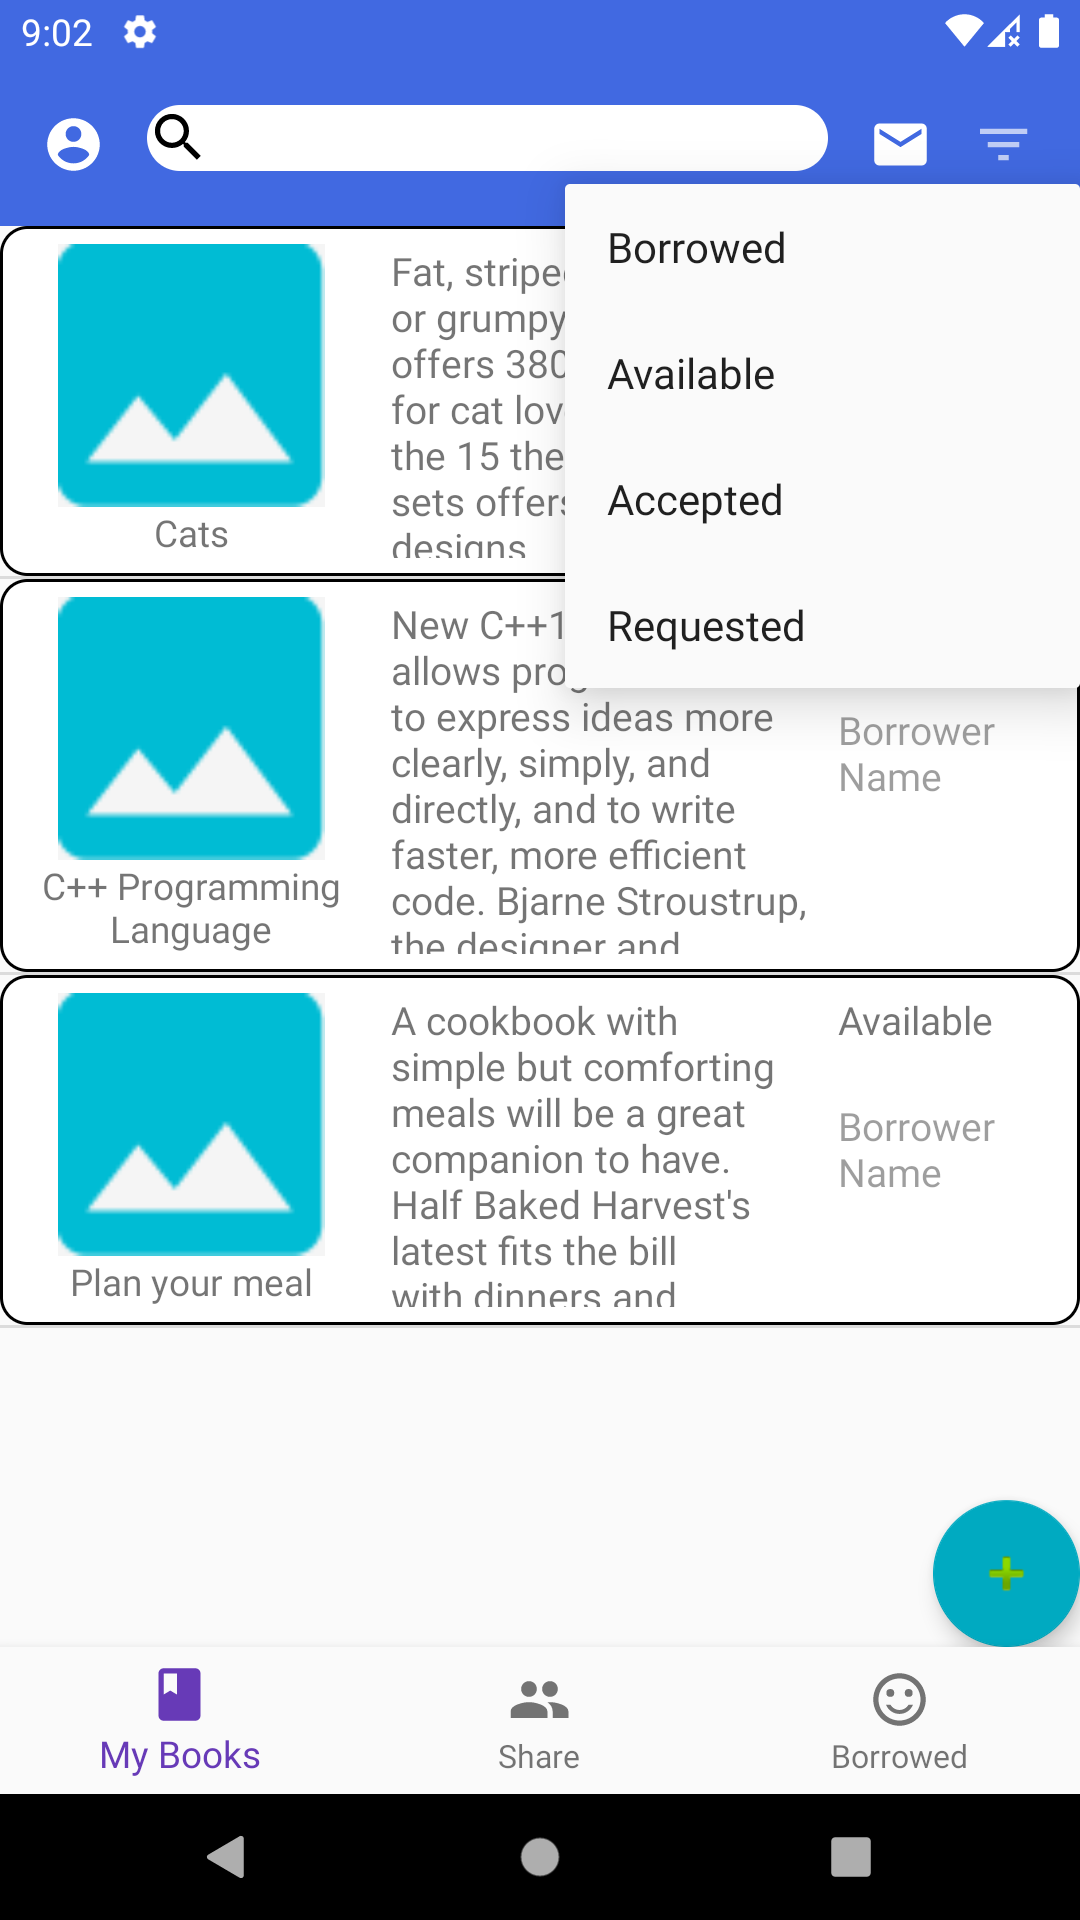 9:02
Borrowed
Available
Accepted
Requested
Fat, stripe
or grumpy
offers 380
for cat lov
the 15 the
sets offers
designs
Cats
New C++1
allows prog
to express ideas more
clearly, simply, and
directly, and to write
faster, more efficient
code. Bjarne Stroustrup,
the designer and
Borrower
Name
C++ Programming
Language
A cookbook with
simple but comforting
meals will be a great
companion to have.
Half Baked Harvest's
latest fits the bill
with dinners and
Available
Borrower
Name
Plan your meal
My Books
Share
Borrowed